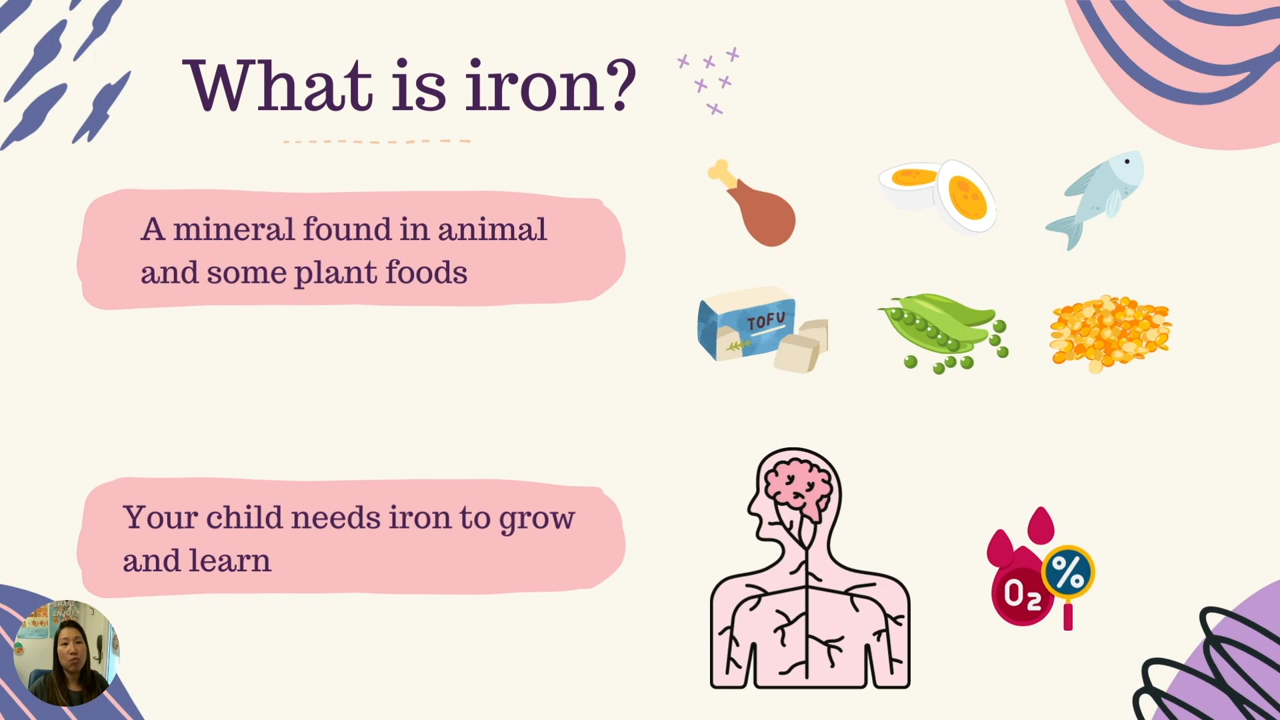 What is iron?
A mineral found in animal
and some plant foods
TOFU
Your child needs iron to grow
and learn
O₂ %